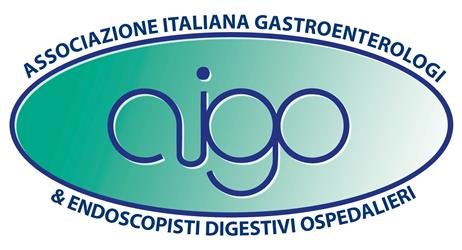 ASSOCIAZIONE ITALIANA GASTROENTEROLOGI
aigo
& ENDOSCOPISTI DIGESTIVI OSPEDALIERI